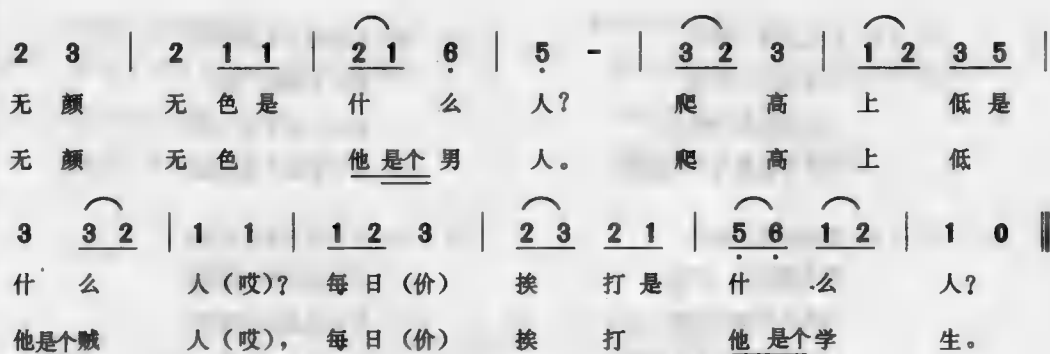 2 3 | 2 1 1 | 2 1 6 | 5 - | 3 2 3 | 1 2 3 5 |
无 颜 无 色 是 什 么 人? 爬 高 上 低 是
无 颜 无 色 他 是个 男 人。 爬 高 上 低
3 3 2 | 1 1 | 1 2 3 | 2 3 2 1 | 5 6 1 2 | 1 0 ‖
什 么 人(哎)? 每 日(价) 挨 打 是 什 么 人?
他是个贼 人(哎), 每 日(价) 挨 打 他 是个学 生。